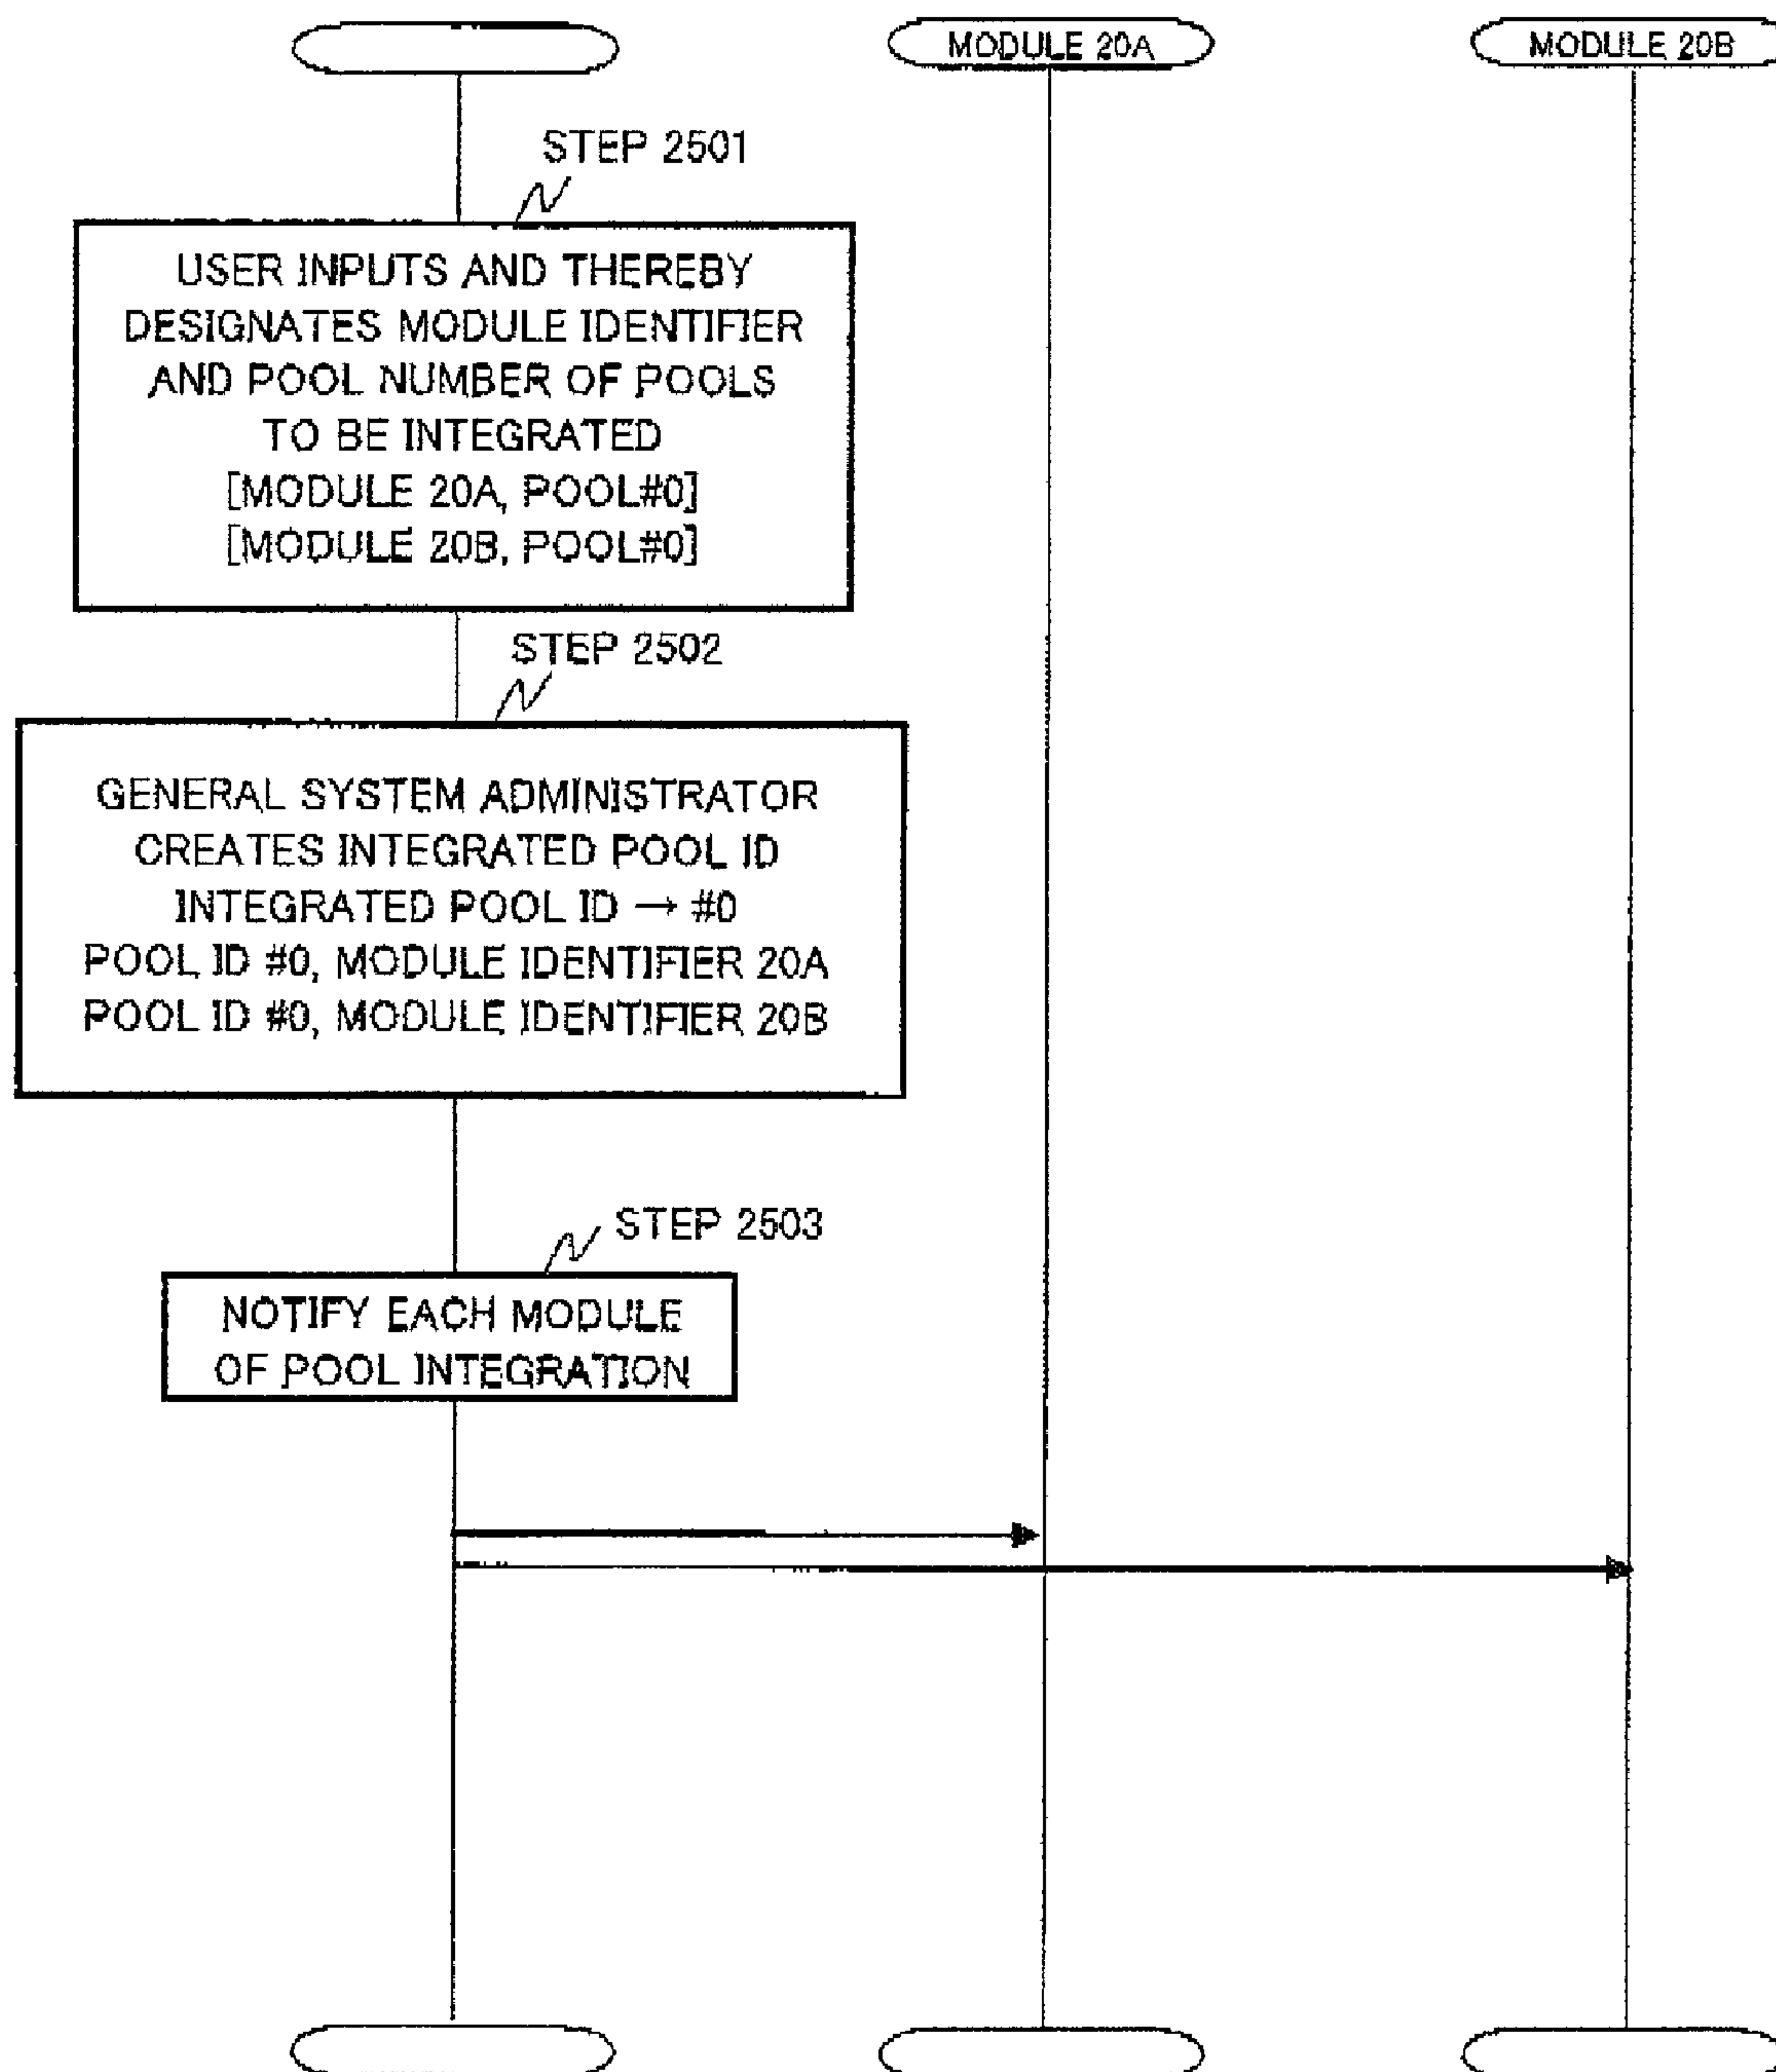 MODULE 20A
MODULE 20B
STEP 2501
USER INPUTS AND THEREBY
DESIGNATES MODULE IDENTIFIER
AND POOL NUMBER OF POOLS
TO BE INTEGRATED
[MODULE 20A, POOL#0]
[MODULE 20B, POOL#0]
STEP 2502
GENERAL SYSTEM ADMINISTRATOR
CREATES INTEGRATED POOL ID
INTEGRATED POOL ID → #0
POOL ID #0, MODULE IDENTIFIER 20A
POOL ID #0, MODULE IDENTIFIER 20B
STEP 2503
NOTIFY EACH MODULE
OF POOL INTEGRATION